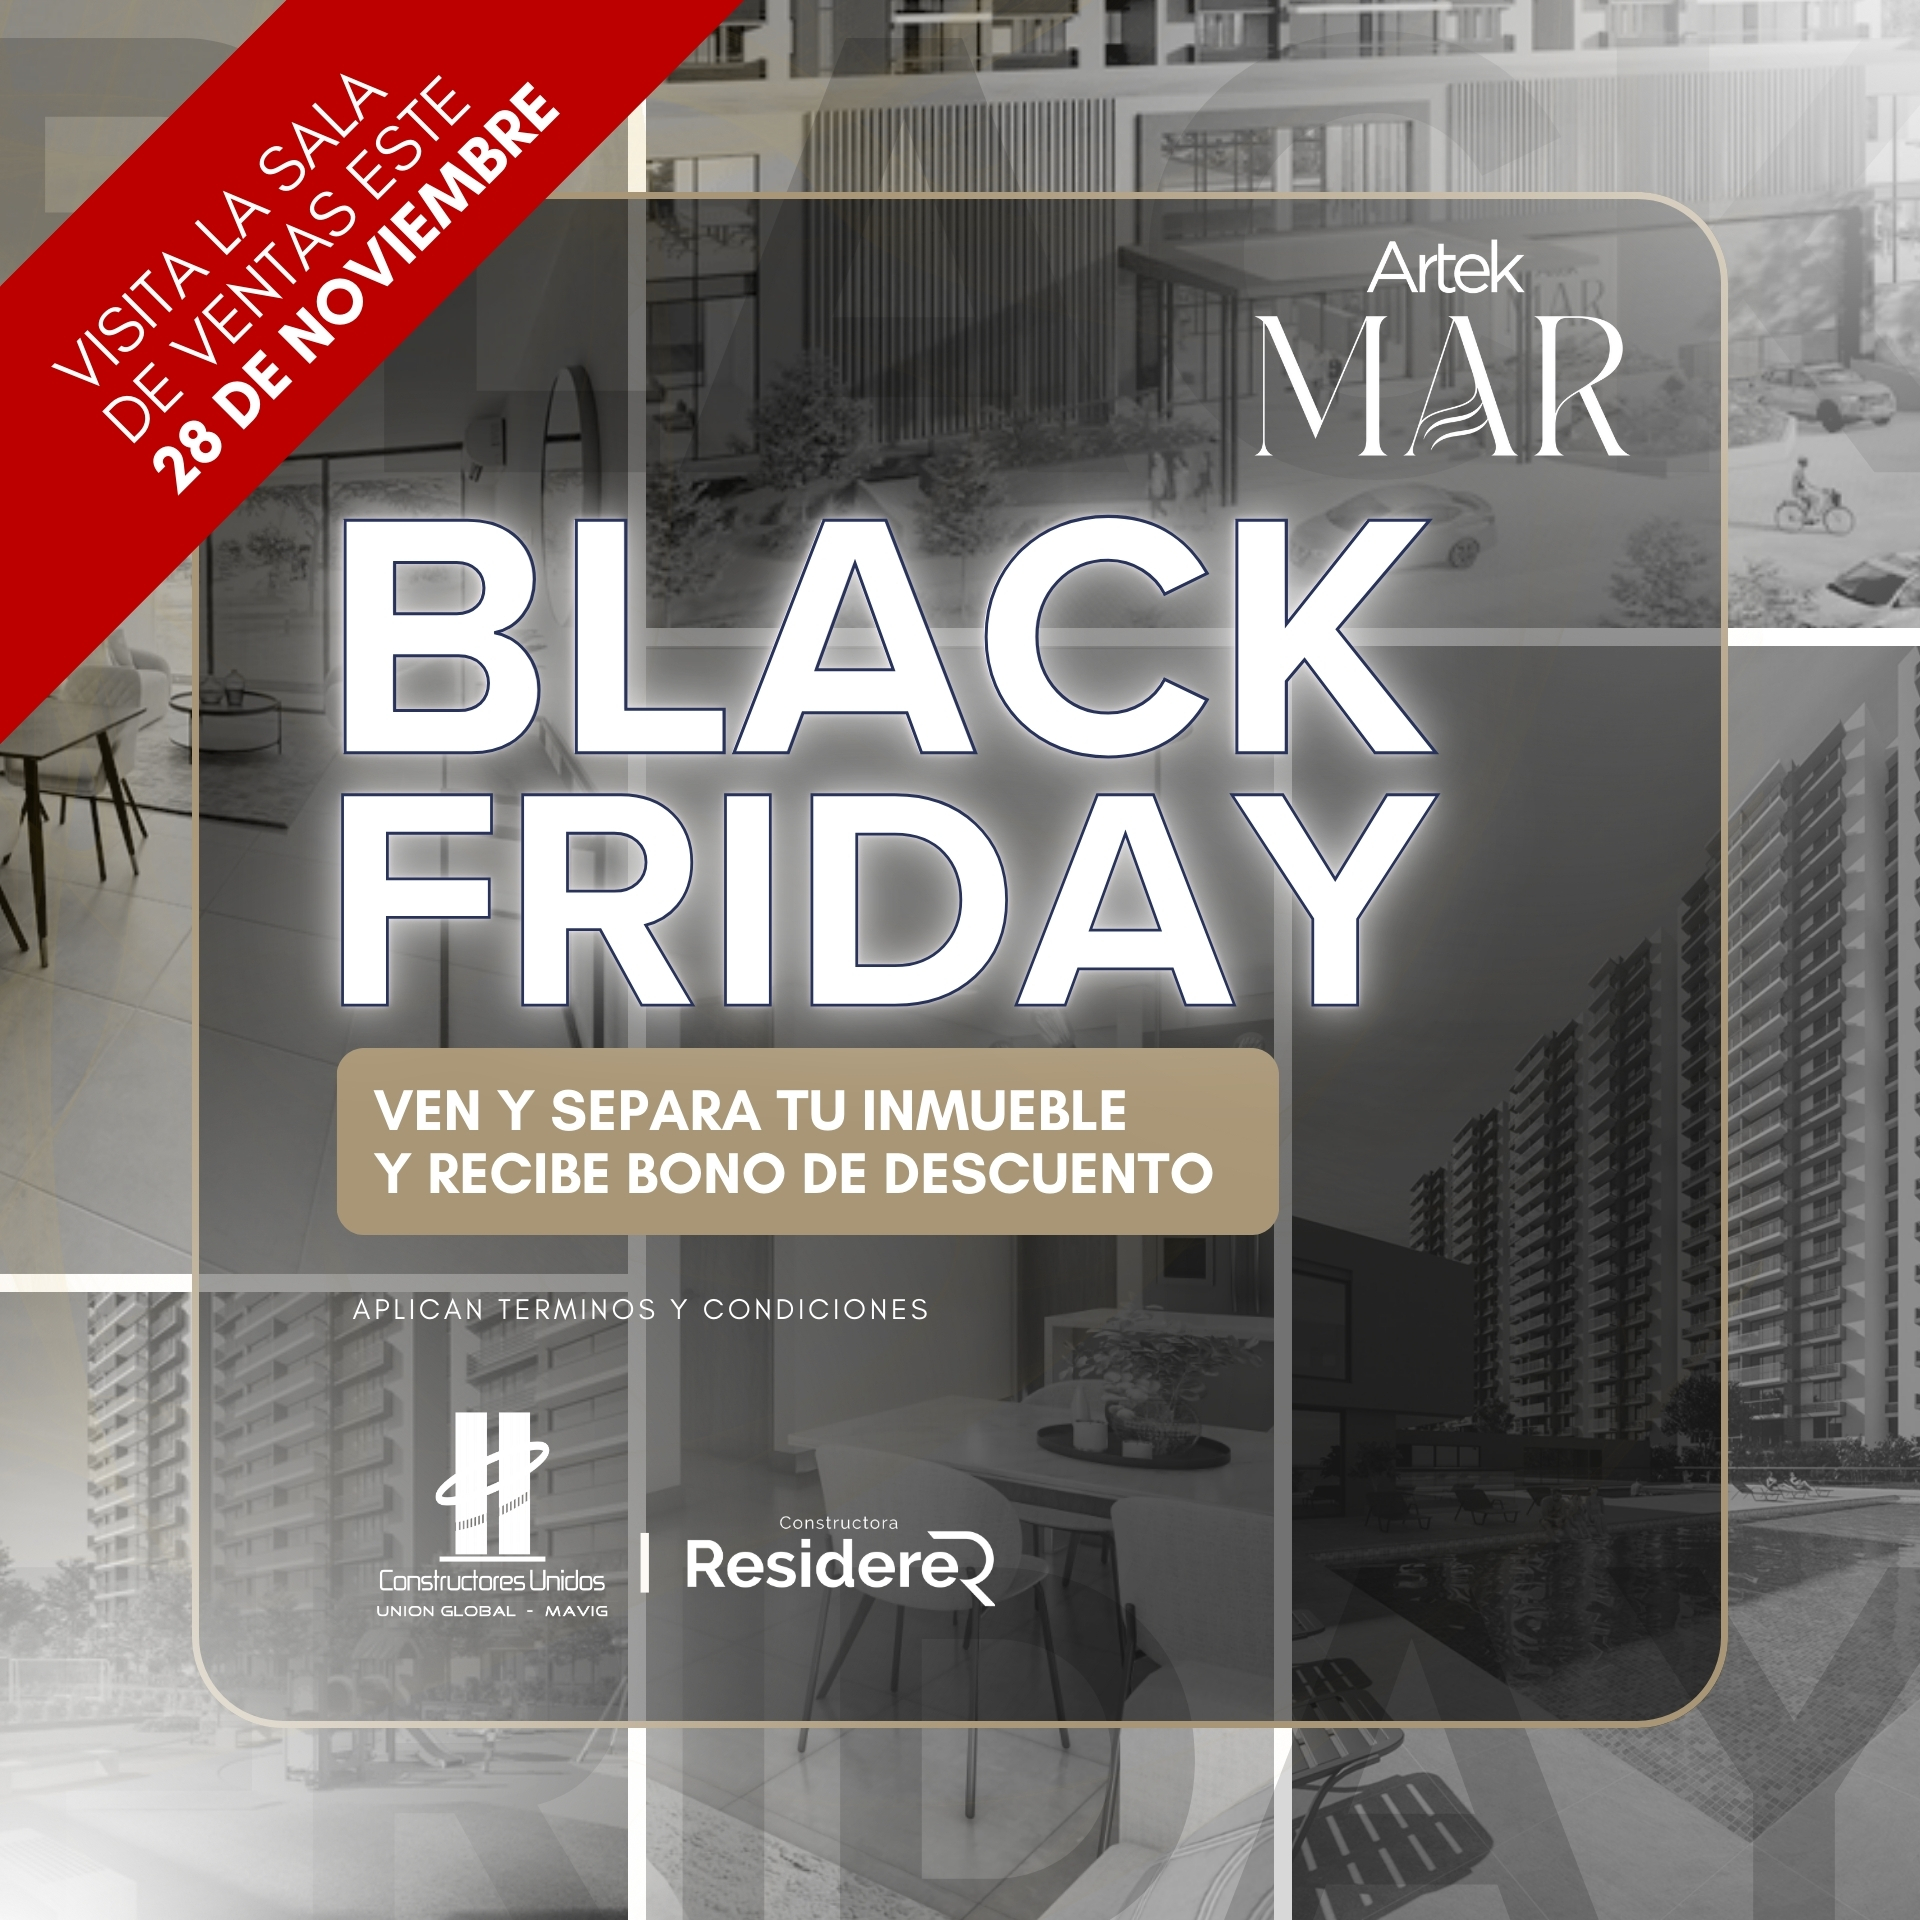 VISITA LA SALA
DE VENTAS ESTE
28 DE NOVIEMBRE
Artek
MAR
BLACK
FRIDAY
VEN Y SEPARA TU INMUEBLE
Y RECIBE BONO DE DESCUENTO
APLICAN TERMINOS Y CONDICIONES
Constructores Unidos
UNION GLOBAL - MAVIG
Constructora
Residere